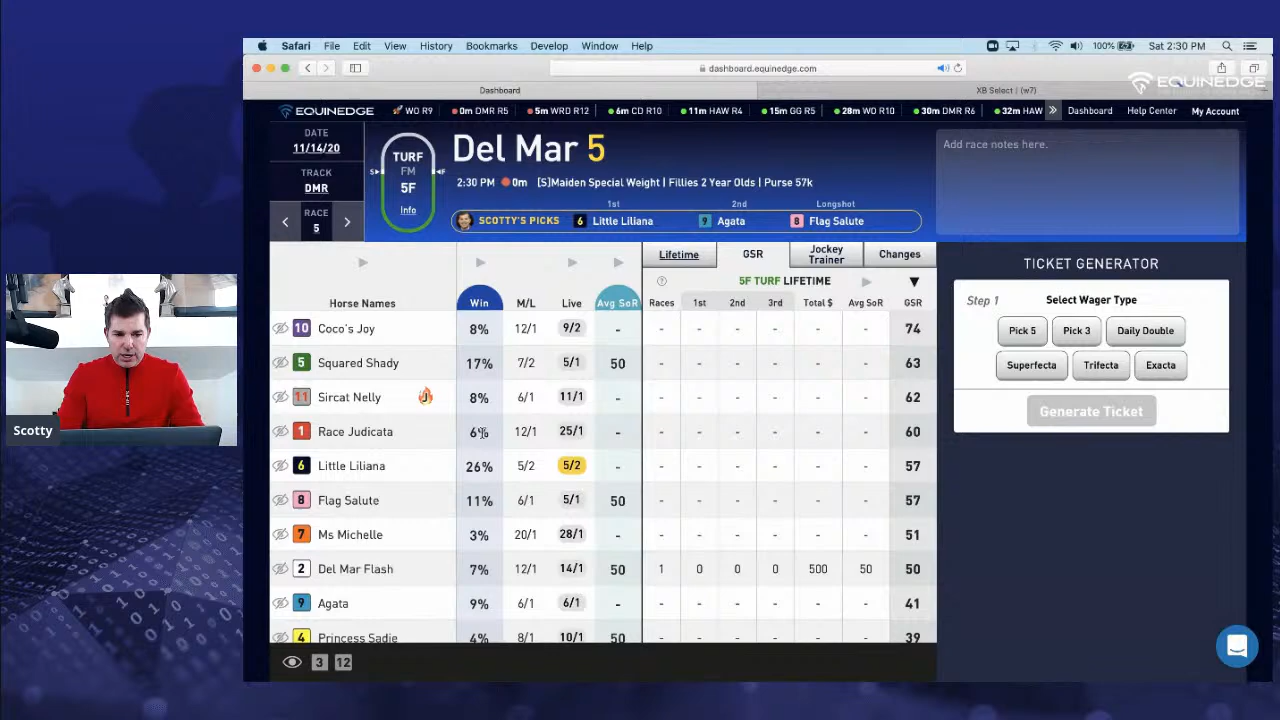 Safari File Edit View History Bookmarks Develop Window Help 100% Sat 2:30 PM
dashboard.equinedge.com
EQUINEDGE
Dashboard XB Select | (w7)
EQUINEDGE WO R9 0m DMR R5 5m WRD R12 6m CD R10 11m HAW R4 15m GG R5 28m WO R10 30m DMR R6 32m HAW » Dashboard Help Center My Account
DATE
11/14/20
TRACK
DMR
RACE
5
TURF
FM
5F
Info
S F
Del Mar 5
2:30 PM 0m [S]Maiden Special Weight | Fillies 2 Year Olds | Purse 57k
1st 2nd Longshot
SCOTTY'S PICKS 6 Little Liliana 9 Agata 8 Flag Salute
Add race notes here.
Lifetime GSR Jockey Trainer Changes
5F TURF LIFETIME
Horse Names Win M/L Live Avg SoR Races 1st 2nd 3rd Total $ Avg SoR GSR
10 Coco's Joy 8% 12/1 9/2 - - - - - - - 74
5 Squared Shady 17% 7/2 5/1 50 - - - - - - 63
11 Sircat Nelly J 8% 6/1 11/1 - - - - - - - 62
1 Race Judicata 6% 12/1 25/1 - - - - - - - 60
6 Little Liliana 26% 5/2 5/2 - - - - - - - 57
8 Flag Salute 11% 6/1 5/1 50 - - - - - - 57
7 Ms Michelle 3% 20/1 28/1 - - - - - - - 51
2 Del Mar Flash 7% 12/1 14/1 50 1 0 0 0 500 50 50
9 Agata 9% 6/1 6/1 - - - - - - - 41
4 Princess Sadie 4% 8/1 10/1 50 - - - - - - 39
3 12
TICKET GENERATOR
Step 1 Select Wager Type
Pick 5 Pick 3 Daily Double
Superfecta Trifecta Exacta
Generate Ticket
Scotty